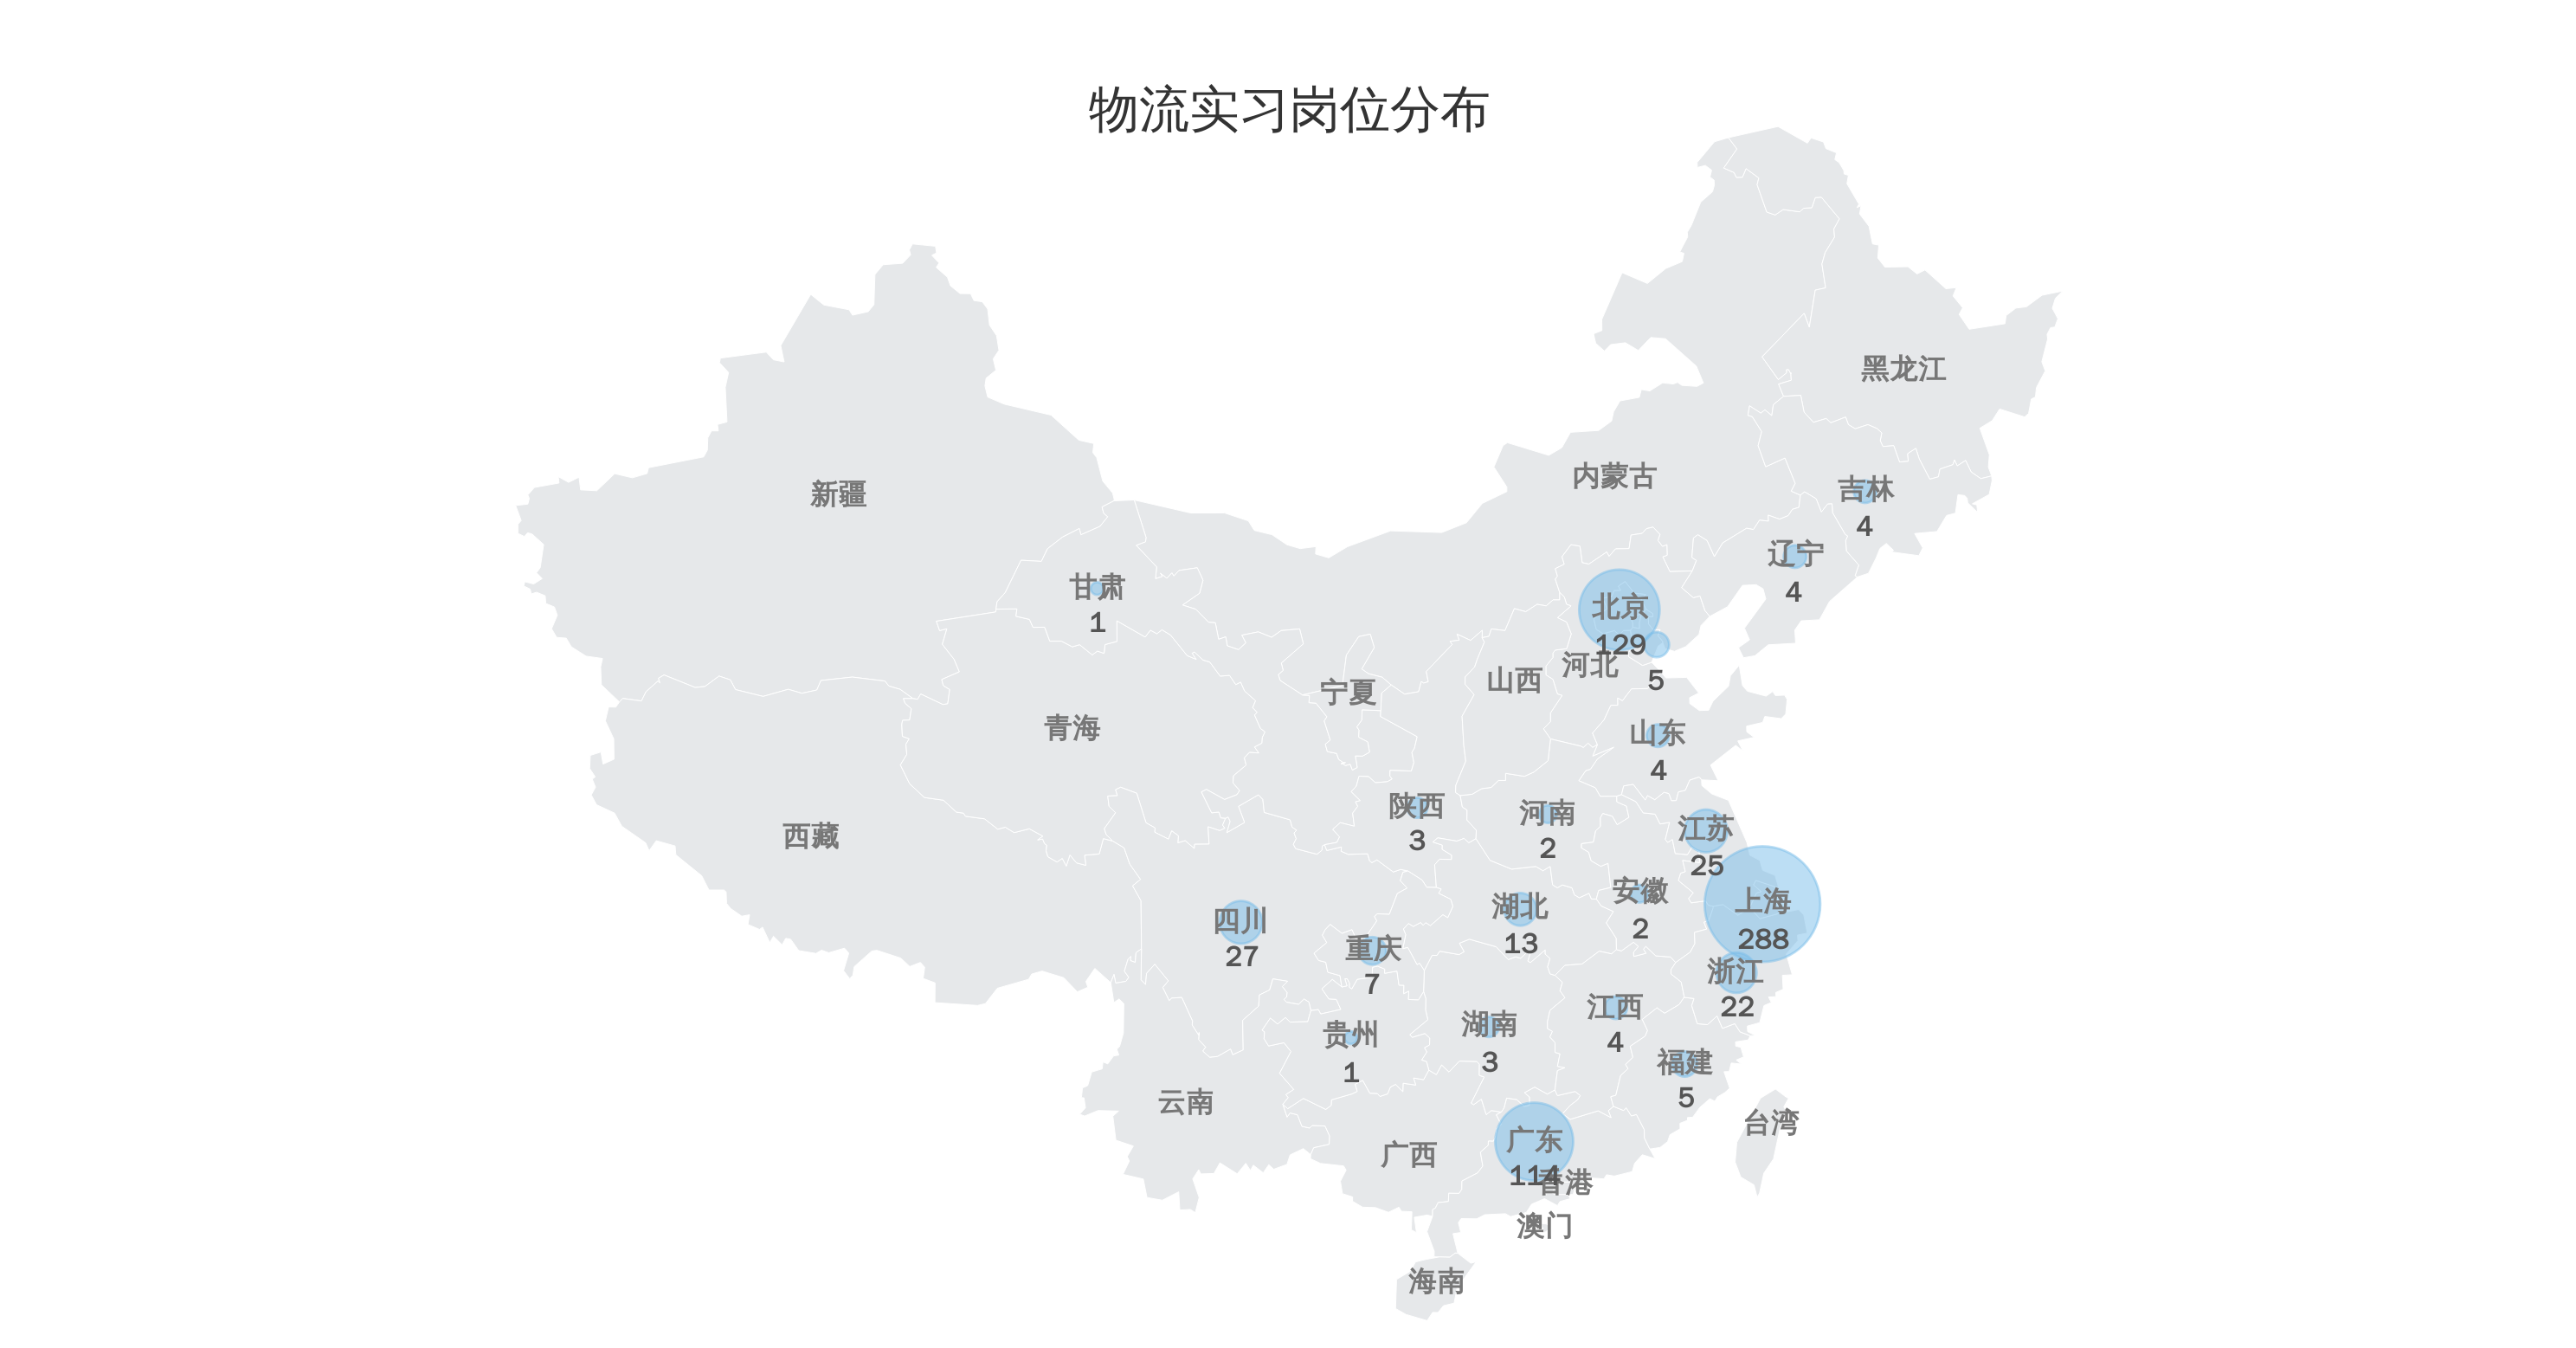 物流实习岗位分布
黑龙江
内蒙古
新疆
吉林
4
辽宁
4
甘肃
1
北京
129
河北
5
山西
宁夏
青海
山东
4
陕西
3
河南
2
江苏
25
西藏
安徽
2
上海
288
湖北
13
四川
27
重庆
7
浙江
22
江西
4
湖南
3
贵州
1
福建
5
云南
台湾
广东
114
广西
香港
澳门
海南